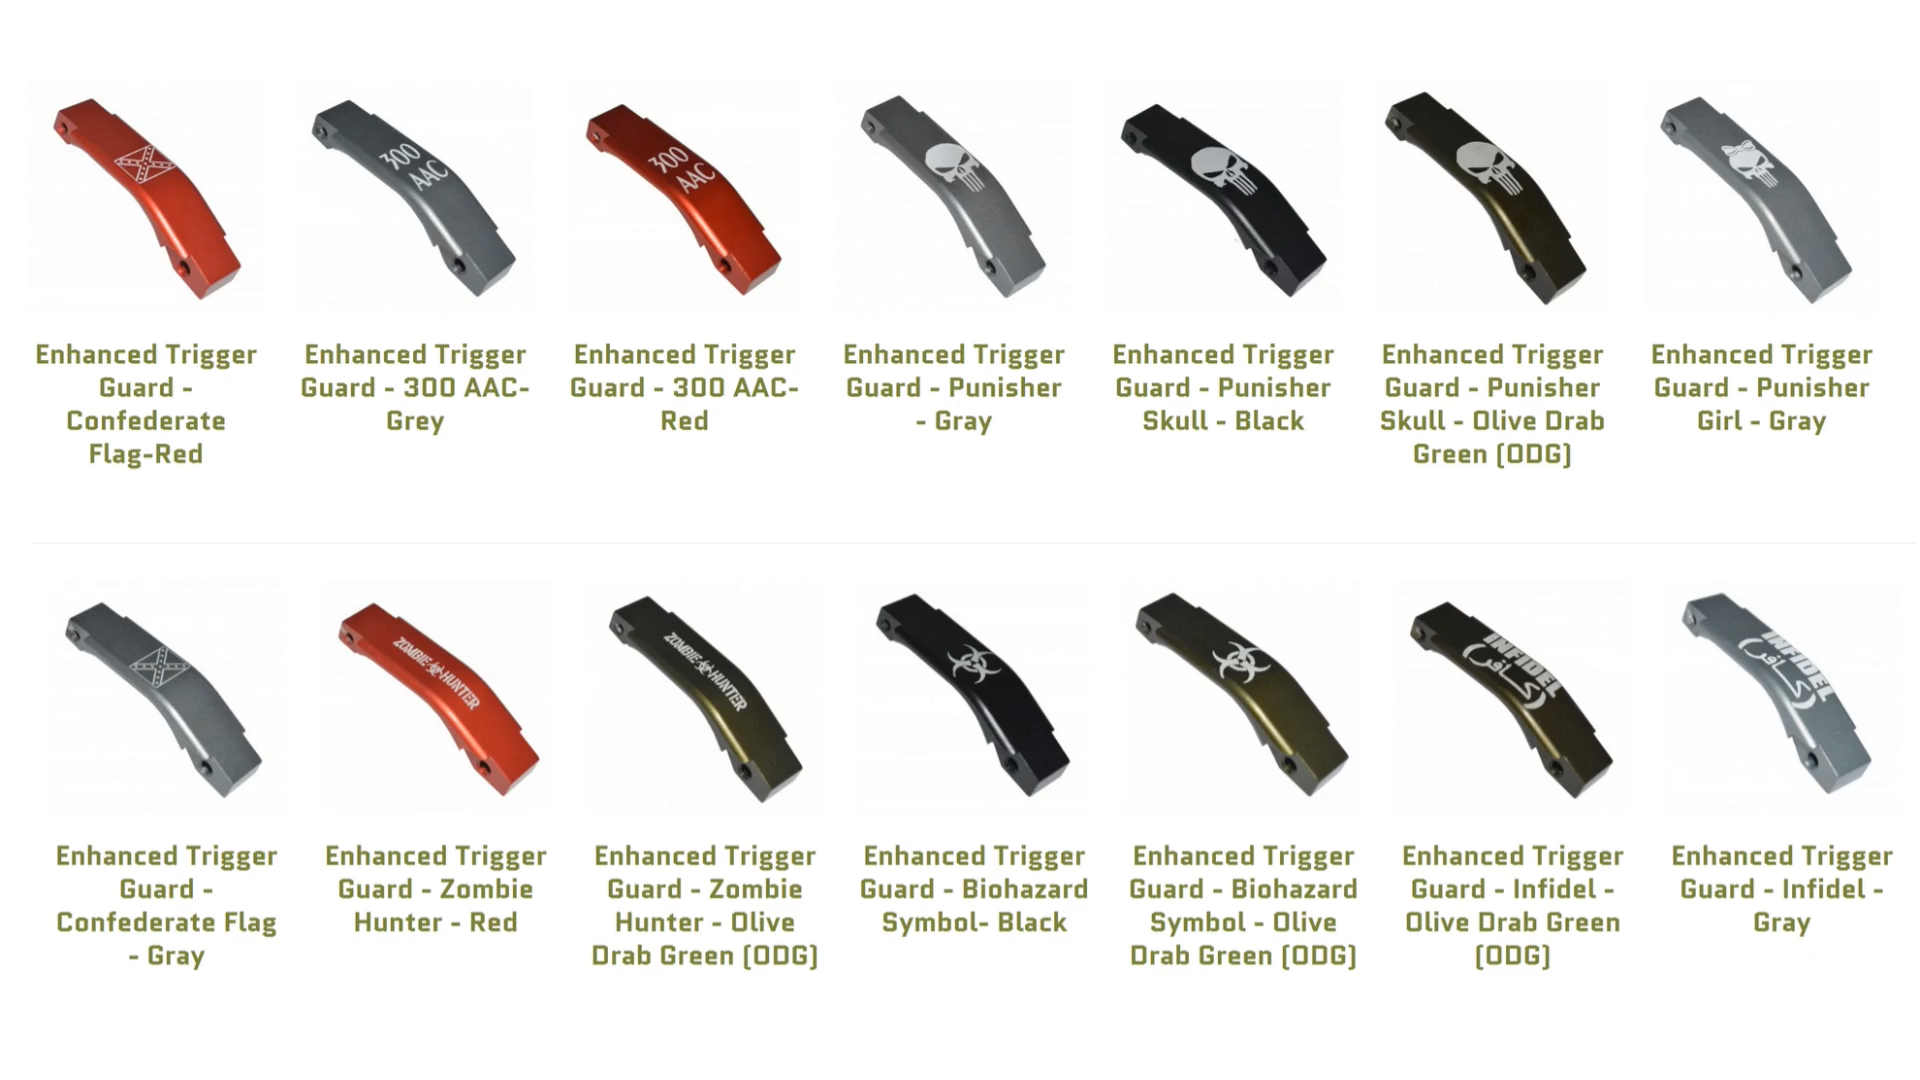 300
AAC
300
AAC
Enhanced Trigger
Guard -
Confederate
Flag-Red
Enhanced Trigger
Guard - 300 AAC-
Grey
Enhanced Trigger
Guard - 300 AAC-
Red
Enhanced Trigger
Guard - Punisher
- Gray
Enhanced Trigger
Guard - Punisher
Skull - Black
Enhanced Trigger
Guard - Punisher
Skull - Olive Drab
Green (ODG)
Enhanced Trigger
Guard - Punisher
Girl - Gray
ZOMBIE HUNTER
ZOMBIE HUNTER
INFIDEL
كافر
INFIDEL
كافر
Enhanced Trigger
Guard -
Confederate Flag
- Gray
Enhanced Trigger
Guard - Zombie
Hunter - Red
Enhanced Trigger
Guard - Zombie
Hunter - Olive
Drab Green (ODG)
Enhanced Trigger
Guard - Biohazard
Symbol- Black
Enhanced Trigger
Guard - Biohazard
Symbol - Olive
Drab Green (ODG)
Enhanced Trigger
Guard - Infidel -
Olive Drab Green
(ODG)
Enhanced Trigger
Guard - Infidel -
Gray